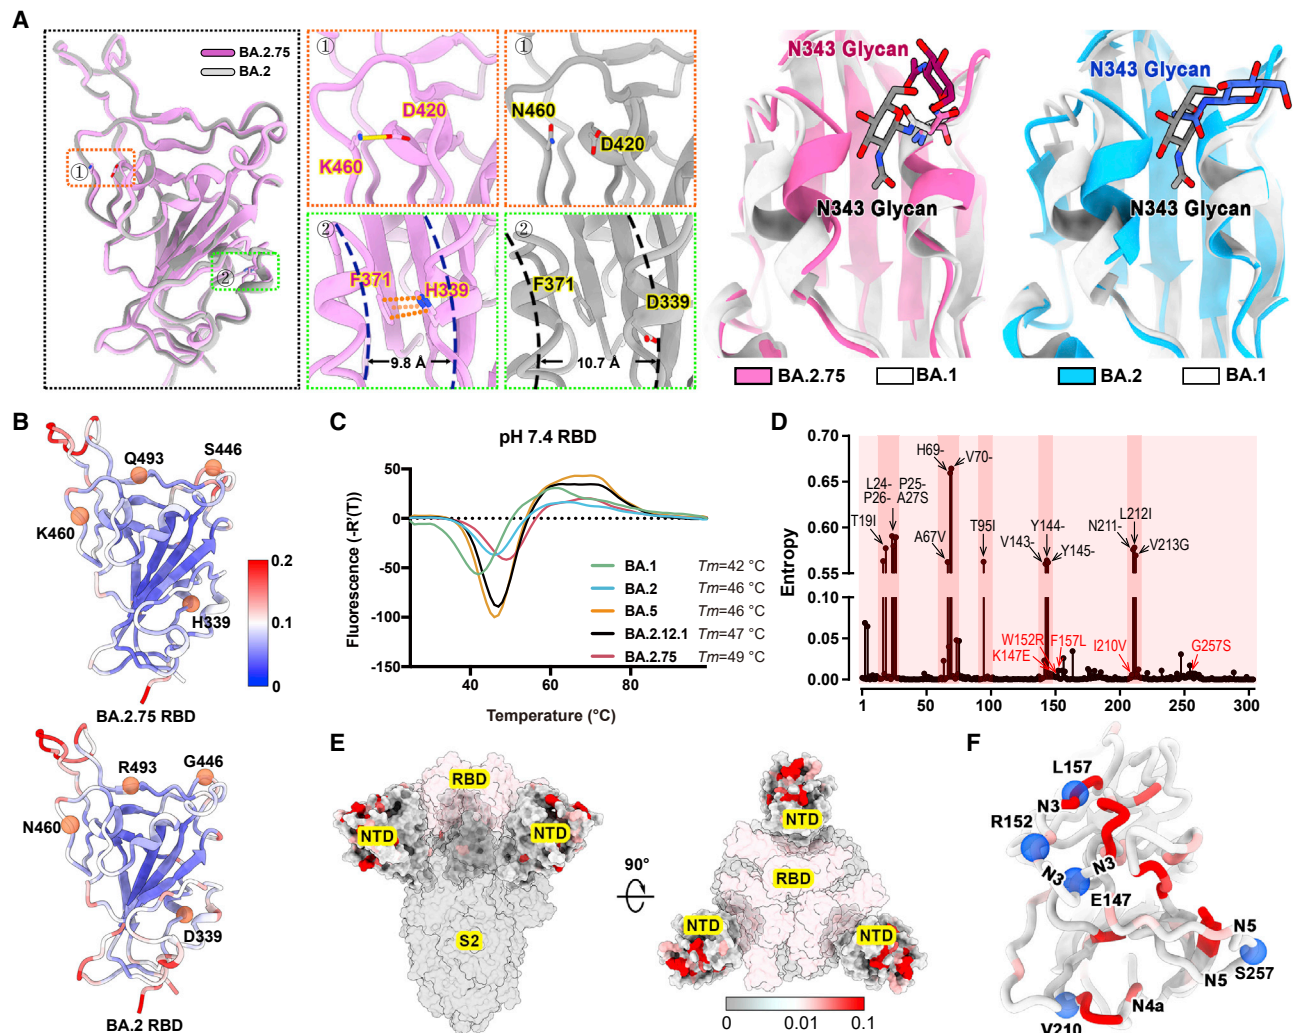 A
BA.2.75
BA.2
①
②
①
D420
K460
①
N460
D420
②
F371
H339
9.8 Å
②
F371
D339
10.7 Å
N343 Glycan
N343 Glycan
BA.2.75
BA.1
N343 Glycan
N343 Glycan
BA.2
BA.1
B
Q493
S446
K460
H339
0.2
0.1
0
BA.2.75 RBD
R493
G446
N460
D339
BA.2 RBD
C
pH 7.4 RBD
Fluorescence (-R'(T))
50
0
-50
-100
-150
40
60
80
Temperature (°C)
BA.1 Tm=42 °C
BA.2 Tm=46 °C
BA.5 Tm=46 °C
BA.2.12.1 Tm=47 °C
BA.2.75 Tm=49 °C
D
Entropy
0.70
0.65
0.60
0.55
0.10
0.05
0.00
H69-
V70-
L24-
P25-
P26-
A27S
T19I
A67V
T95I
Y144-
V143-
Y145-
L212I
N211-
V213G
W152R
F157L
K147E
I210V
G257S
1
50
100
150
200
250
300
E
RBD
NTD
NTD
S2
90°
NTD
RBD
NTD
NTD
0
0.01
0.1
F
L157
N3
R152
N3
N3
E147
N5
S257
N5
N4a
V210